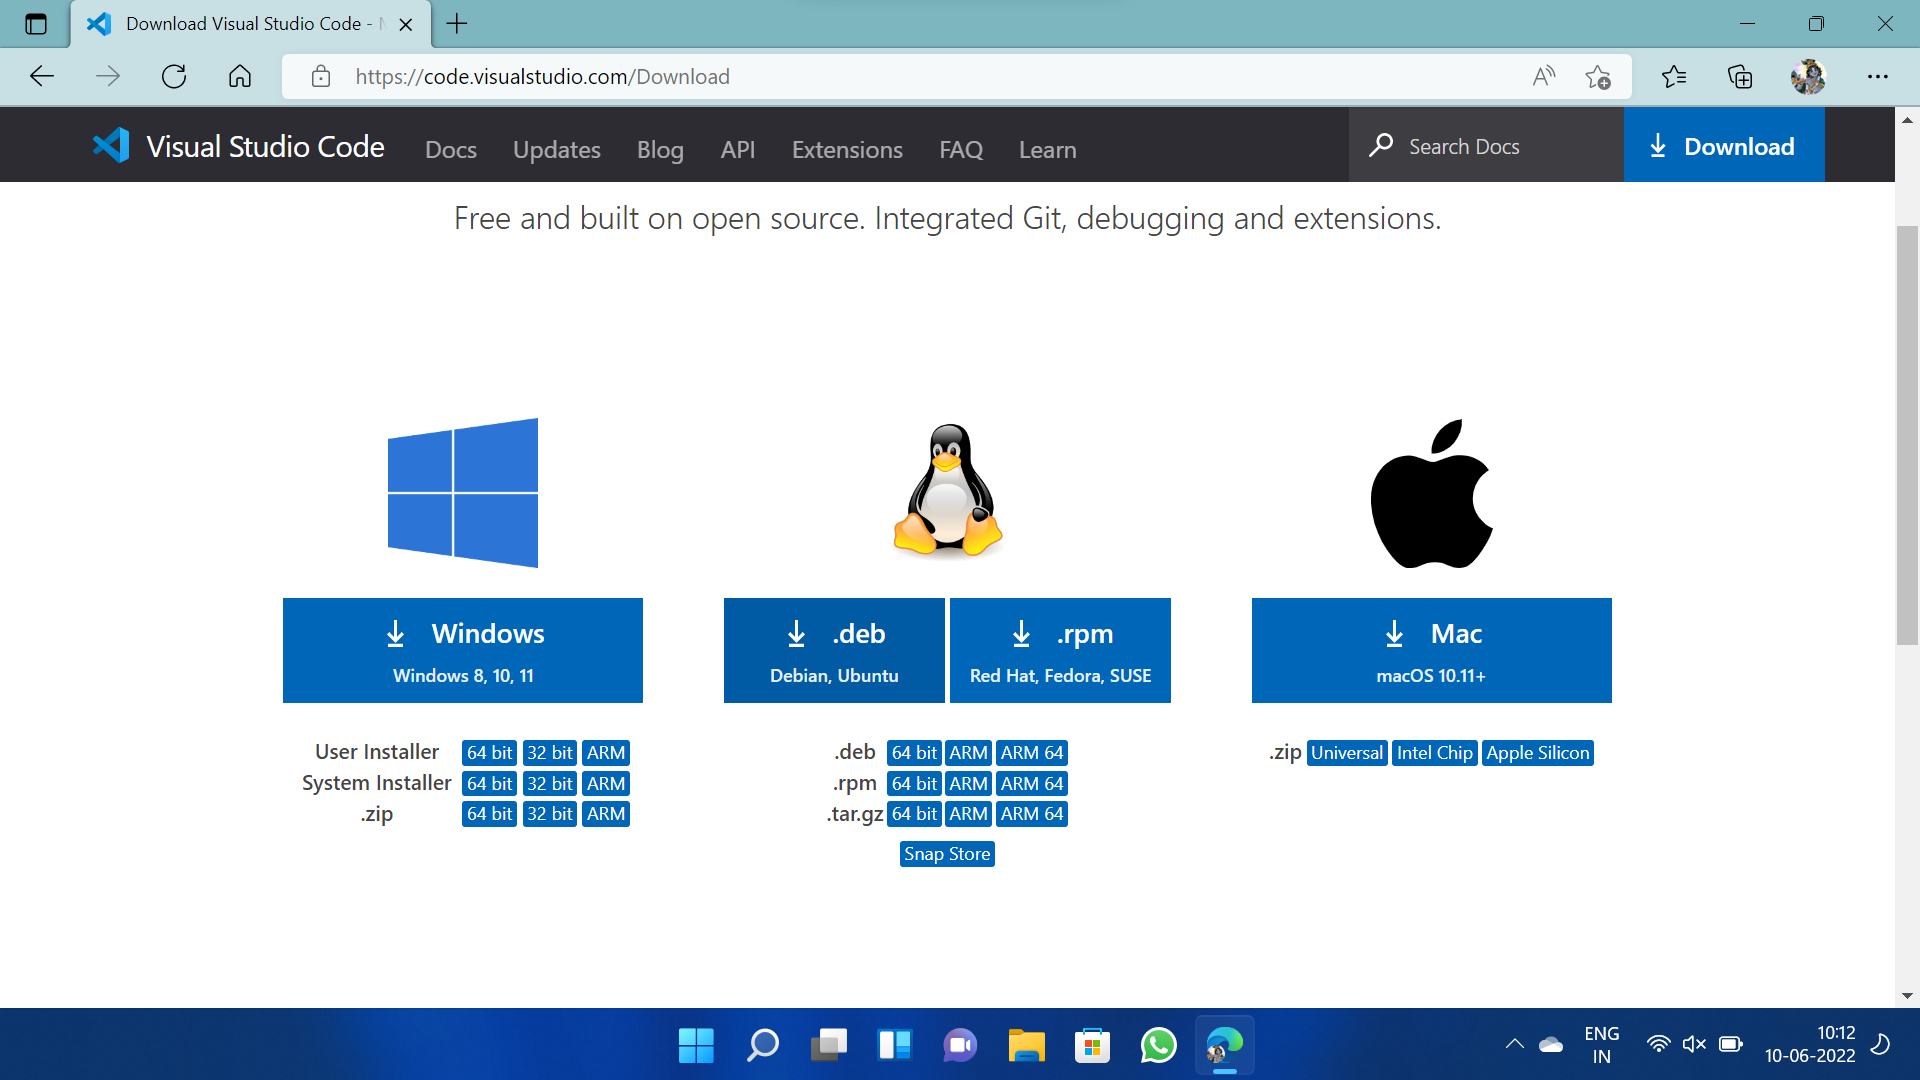 Download Visual Studio Code -
https://code.visualstudio.com/Download
Visual Studio Code Docs Updates Blog API Extensions FAQ Learn Search Docs Download
Free and built on open source. Integrated Git, debugging and extensions.
Windows
Windows 8, 10, 11
.deb
Debian, Ubuntu
.rpm
Red Hat, Fedora, SUSE
Mac
macOS 10.11+
User Installer 64 bit 32 bit ARM
System Installer 64 bit 32 bit ARM
.zip 64 bit 32 bit ARM
.deb 64 bit ARM ARM 64
.rpm 64 bit ARM ARM 64
.tar.gz 64 bit ARM ARM 64
Snap Store
.zip Universal Intel Chip Apple Silicon
ENG
IN
10:12
10-06-2022